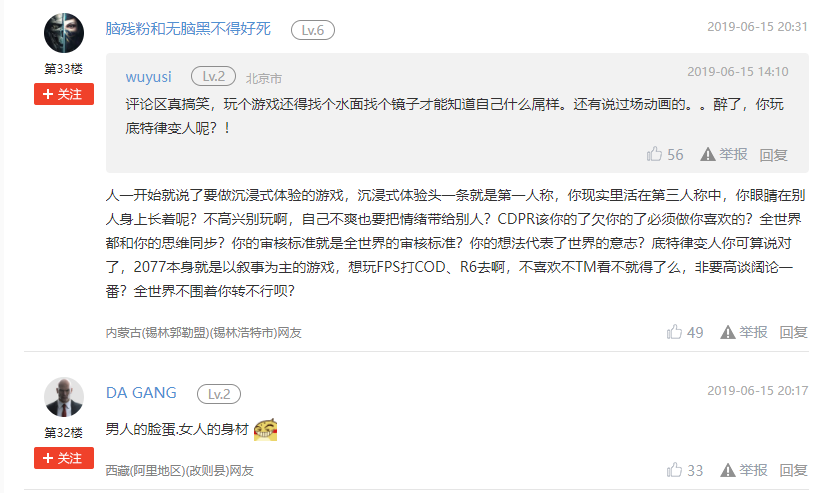 脑残粉和无脑黑不得好死 Lv.6 2019-06-15 20:31
第33楼
+ 关注
wuyusi Lv.2 北京市 2019-06-15 14:10
评论区真搞笑，玩个游戏还得找个水面找个镜子才能知道自己什么屌样。还有说过场动画的。。醉了，你玩
底特律变人呢？！
56 举报 回复
人一开始就说了要做沉浸式体验的游戏，沉浸式体验头一条就是第一人称，你现实里活在第三人称中，你眼睛在别
人身上长着呢？不高兴别玩啊，自己不爽也要把情绪带给别人？CDPR该你的了欠你的了必须做你喜欢的？全世界
都和你的思维同步？你的审核标准就是全世界的审核标准？你的想法代表了世界的意志？底特律变人你可算说对
了，2077本身就是以叙事为主的游戏，想玩FPS打COD、R6去啊，不喜欢不TM看不就得了么，非要高谈阔论一
番？全世界不围着你转不行呗？
内蒙古(锡林郭勒盟)(锡林浩特市)网友 49 举报 回复
DA GANG Lv.2 2019-06-15 20:17
第32楼
+ 关注
男人的脸蛋.女人的身材
西藏(阿里地区)(改则县)网友 33 举报 回复